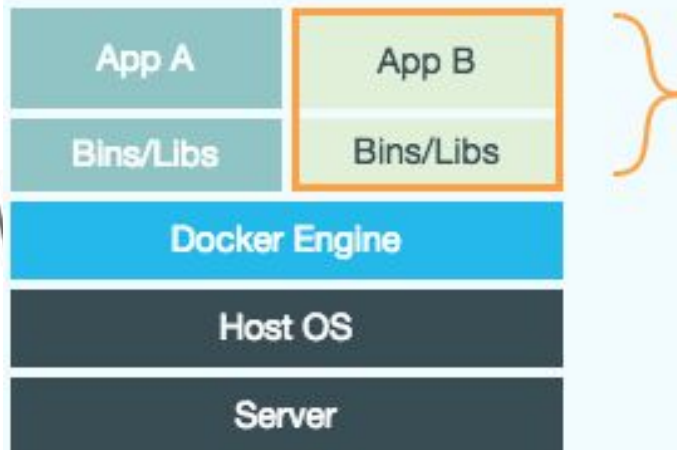 App A App B
Bins/Libs Bins/Libs
Docker Engine
Host OS
Server